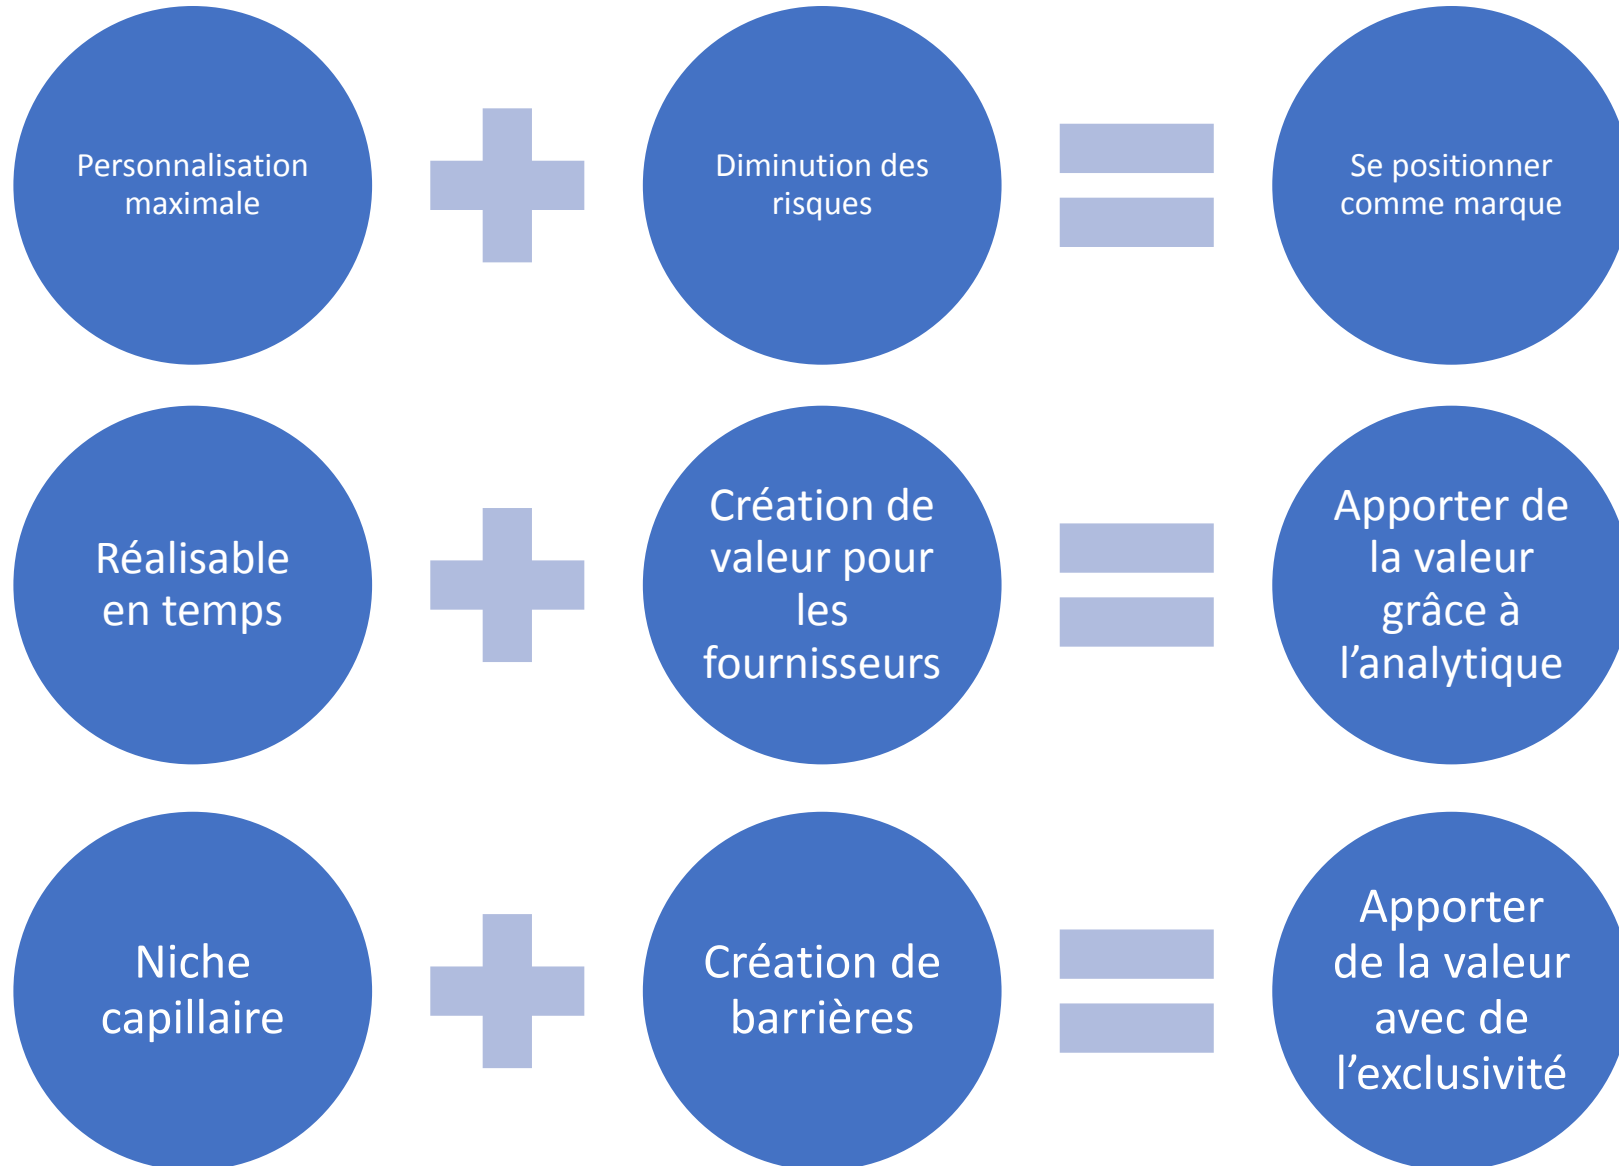 Personnalisation
maximale
Diminution des
risques
Se positionner
comme marque
Réalisable
en temps
Création de
valeur pour
les
fournisseurs
Apporter de
la valeur
grâce à
l’analytique
Niche
capillaire
Création de
barrières
Apporter
de la valeur
avec de
l’exclusivité